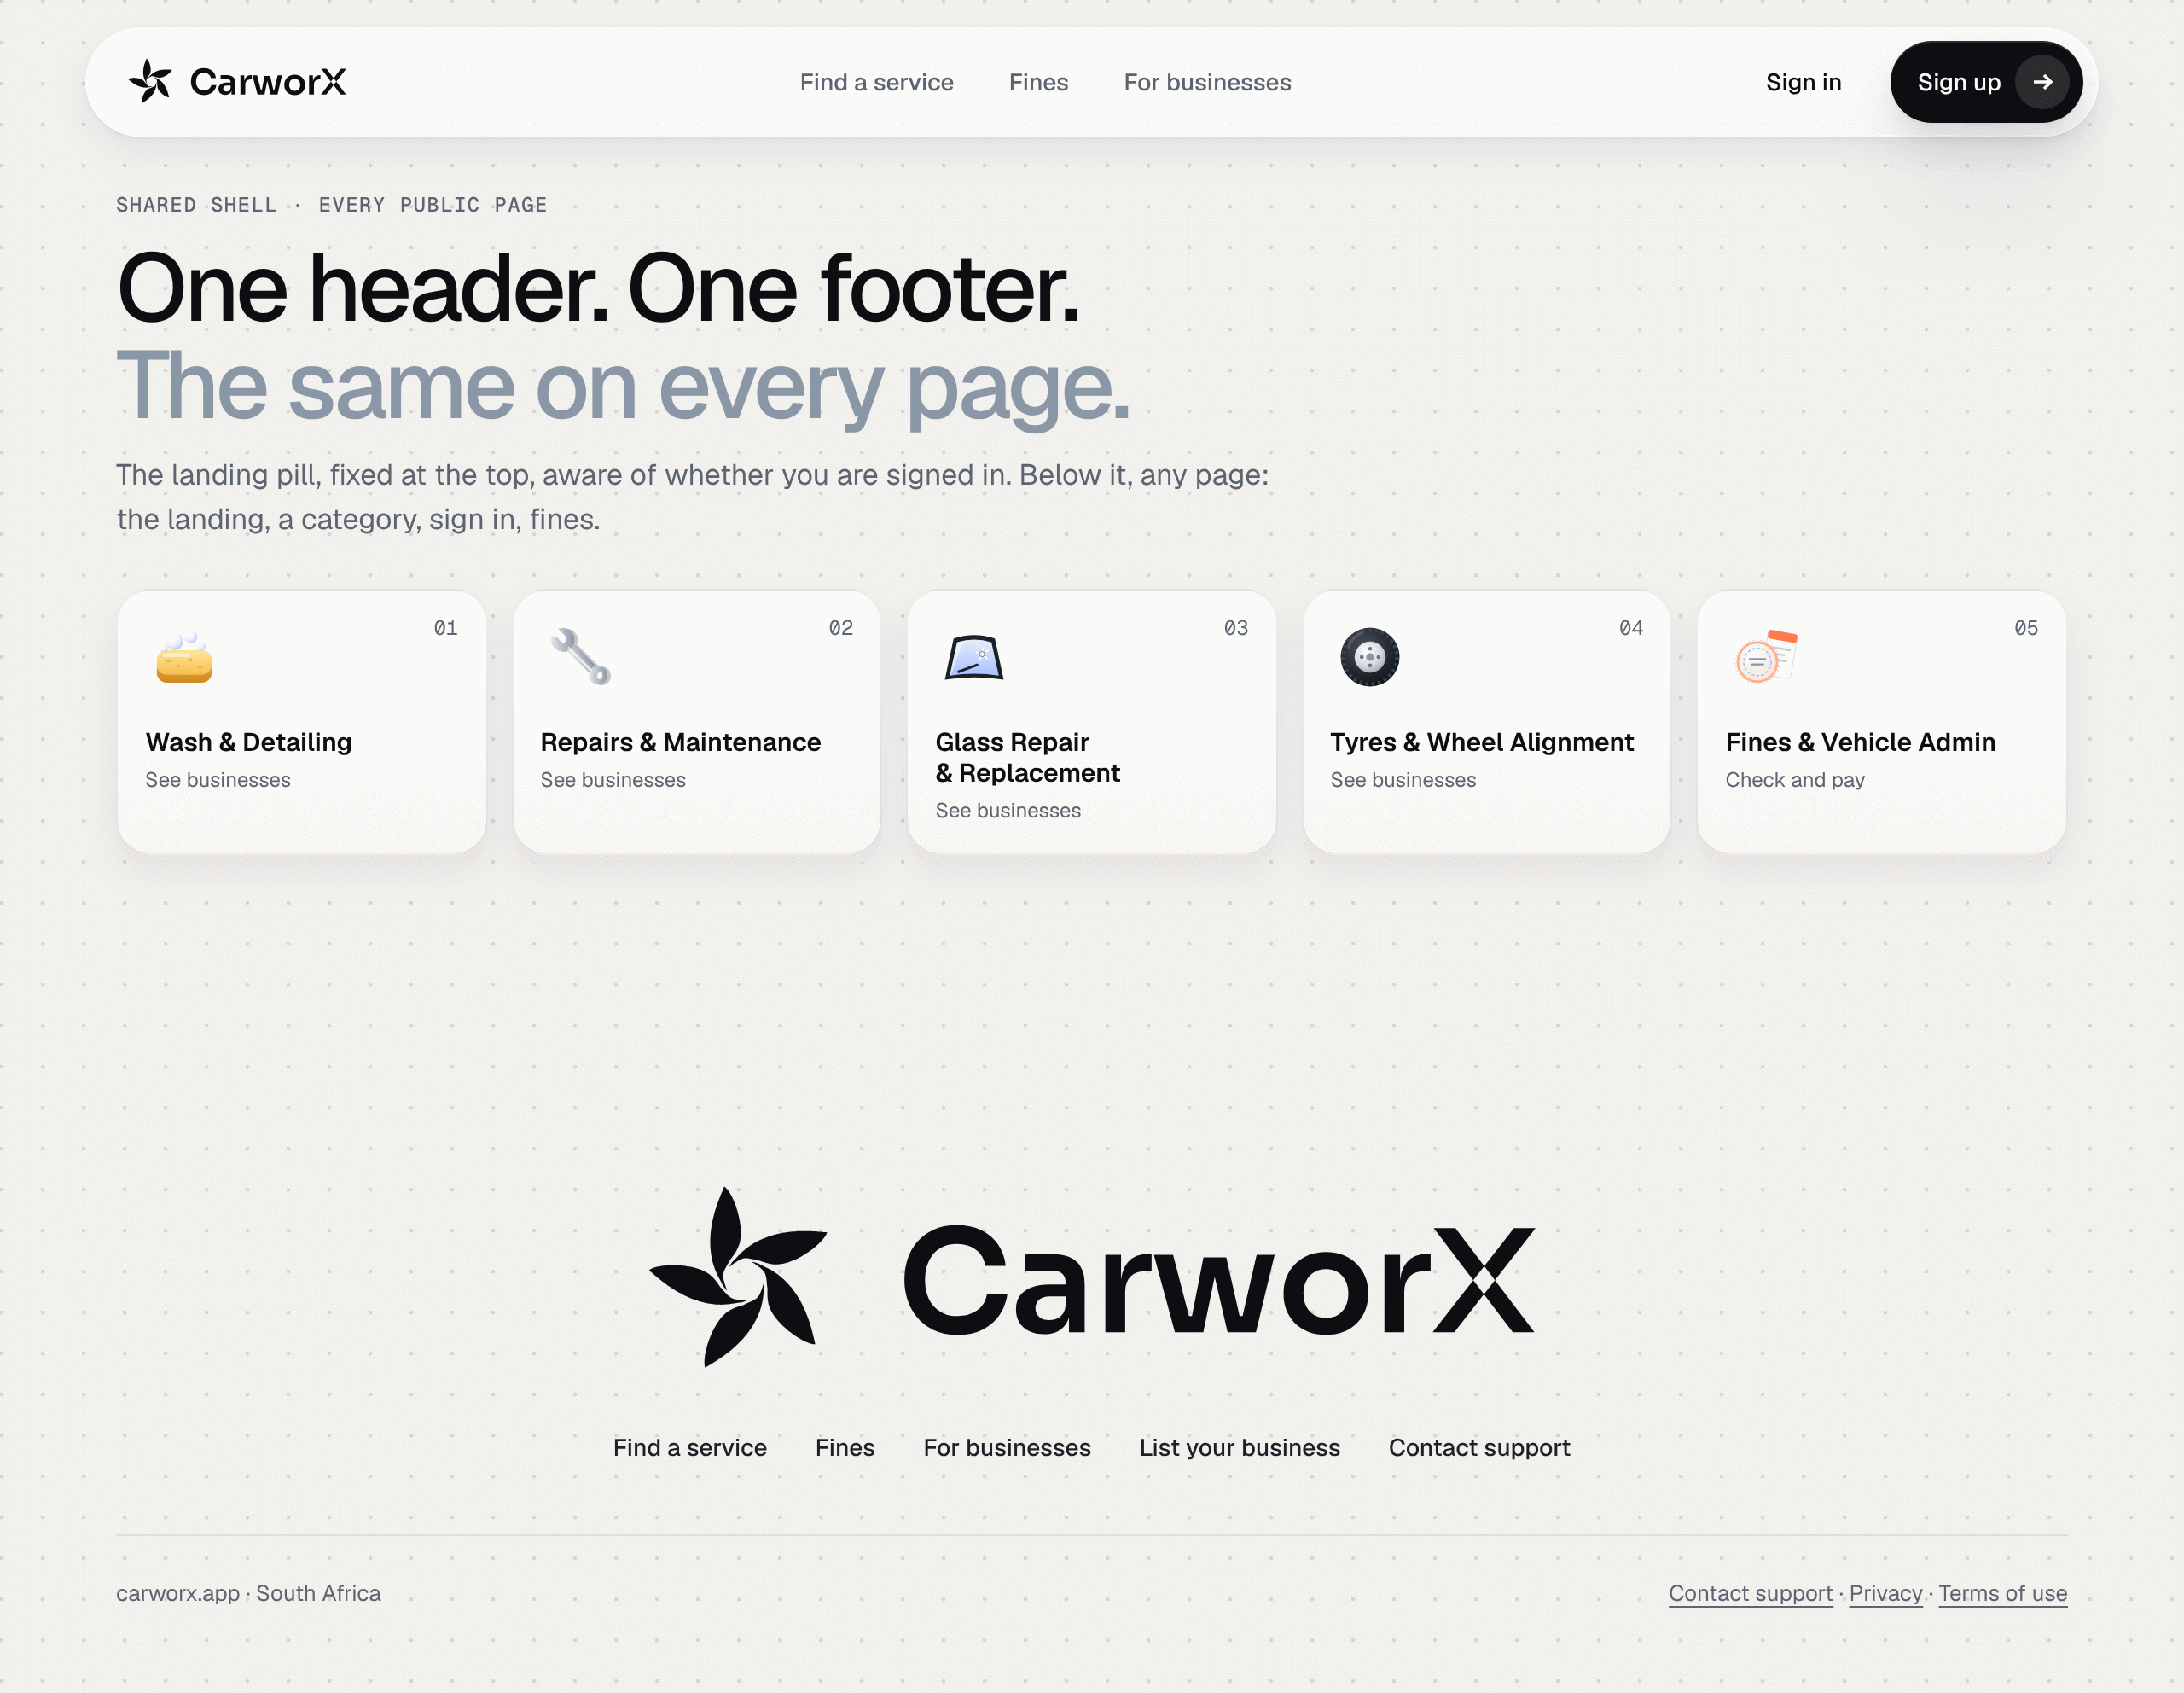 CarworX
Find a service
Fines
For businesses
Sign in
Sign up
SHARED SHELL · EVERY PUBLIC PAGE
One header. One footer.
The same on every page.
The landing pill, fixed at the top, aware of whether you are signed in. Below it, any page:
the landing, a category, sign in, fines.
01
Wash & Detailing
See businesses
02
Repairs & Maintenance
See businesses
03
Glass Repair
& Replacement
See businesses
04
Tyres & Wheel Alignment
See businesses
05
Fines & Vehicle Admin
Check and pay
CarworX
Find a service
Fines
For businesses
List your business
Contact support
carworx.app · South Africa
Contact support · Privacy · Terms of use